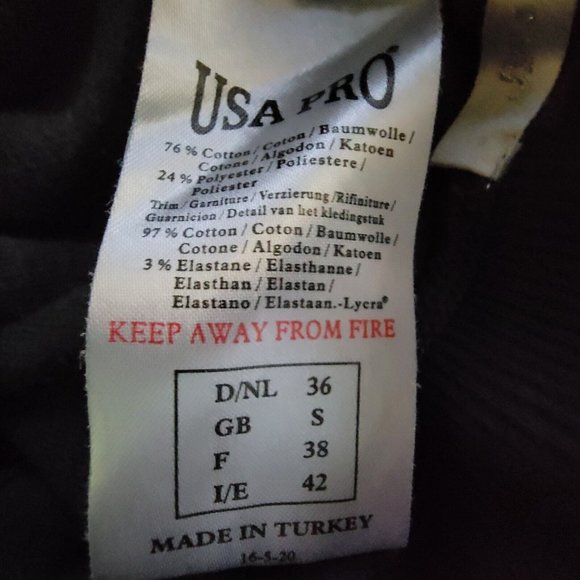 USA PRO
76 % Cotton / Coton / Baumwolle /
Cotone / Algodon / Katoen
24 % Polyester / Poliestere /
Poliester
Trim / Garniture / Verzierung /Rifiniture/
Guarnicion / Detail van het kledingstuk
97 % Cotton / Coton / Baumwolle/
Cotone / Algodon / Katoen
3 % Elastane / Elasthanne/
Elasthan / Elastan/
Elastano / Elastaan.-Lycra®
KEEP AWAY FROM FIRE
D/NL 36
GB S
F 38
I/E 42
MADE IN TURKEY
16-5-20